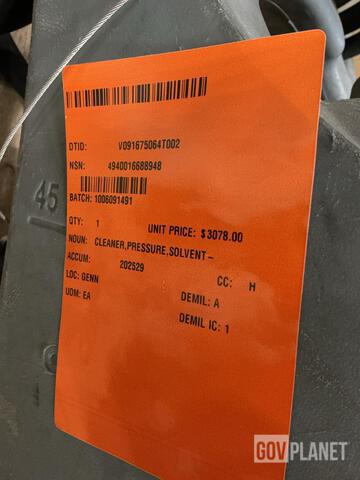 DTID: V091675064T002
NSN: 4940016688948
BATCH: 1006091491
QTY: 1 UNIT PRICE: $3078.00
NOUN: CLEANER,PRESSURE,SOLVENT-
ACCUM: 202529
LOC: GENN CC: H
UOM: EA DEMIL: A
DEMIL IC: 1
45
GOVPLANET